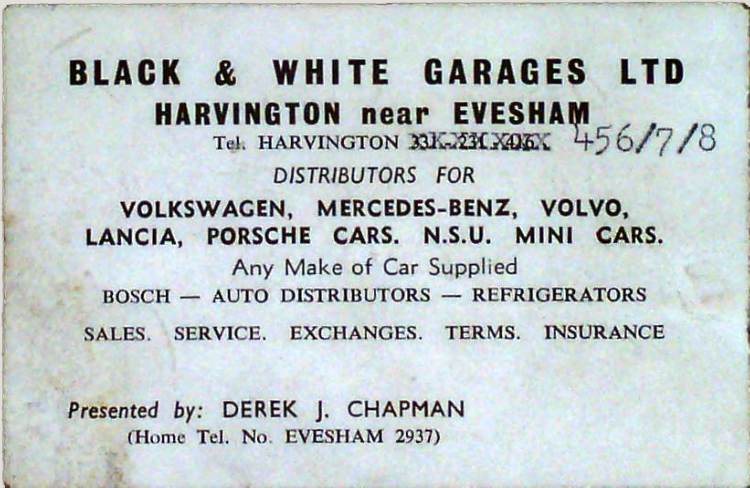 BLACK & WHITE GARAGES LTD
HARVINGTON near EVESHAM
Tel. HARVINGTON 456/7/8
DISTRIBUTORS FOR
VOLKSWAGEN, MERCEDES-BENZ, VOLVO,
LANCIA, PORSCHE CARS. N.S.U. MINI CARS.
Any Make of Car Supplied
BOSCH — AUTO DISTRIBUTORS — REFRIGERATORS
SALES. SERVICE. EXCHANGES. TERMS. INSURANCE
Presented by: DEREK J. CHAPMAN
(Home Tel. No. EVESHAM 2937)